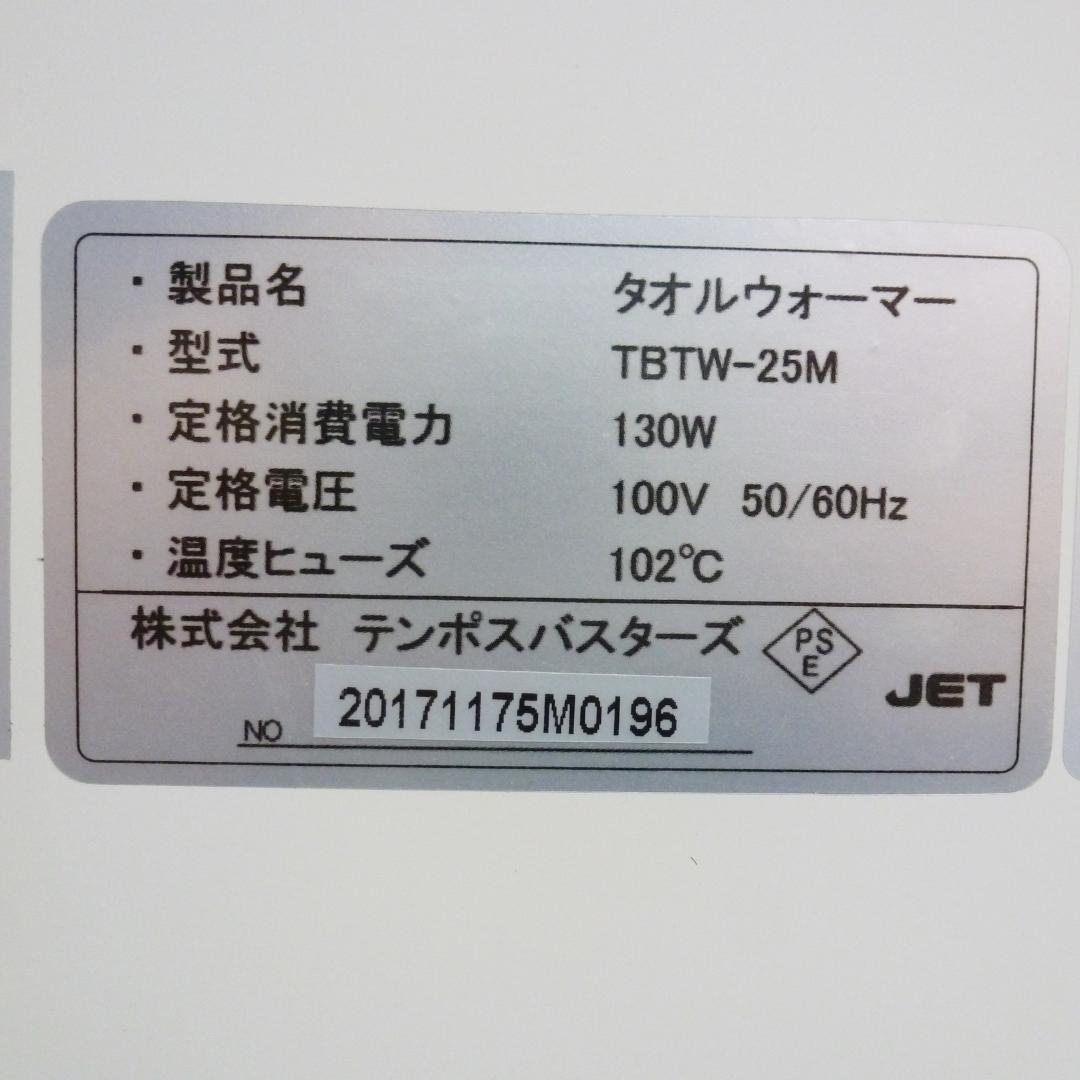 ・製品名 タオルウォーマー
・型式 TBTW-25M
・定格消費電力 130W
・定格電圧 100V 50/60Hz
・温度ヒューズ 102℃
株式会社 テンポスバスターズ PSE JET
NO 20171175M0196